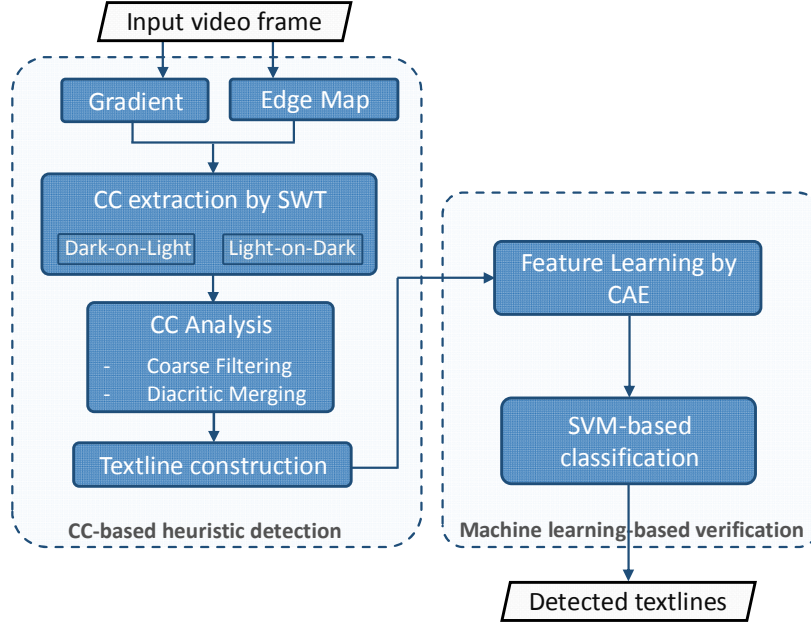 Input video frame
Gradient
Edge Map
CC extraction by SWT
Dark-on-Light
Light-on-Dark
CC Analysis
- Coarse Filtering
- Diacritic Merging
Textline construction
CC-based heuristic detection
Feature Learning by
CAE
SVM-based
classification
Machine learning-based verification
Detected textlines